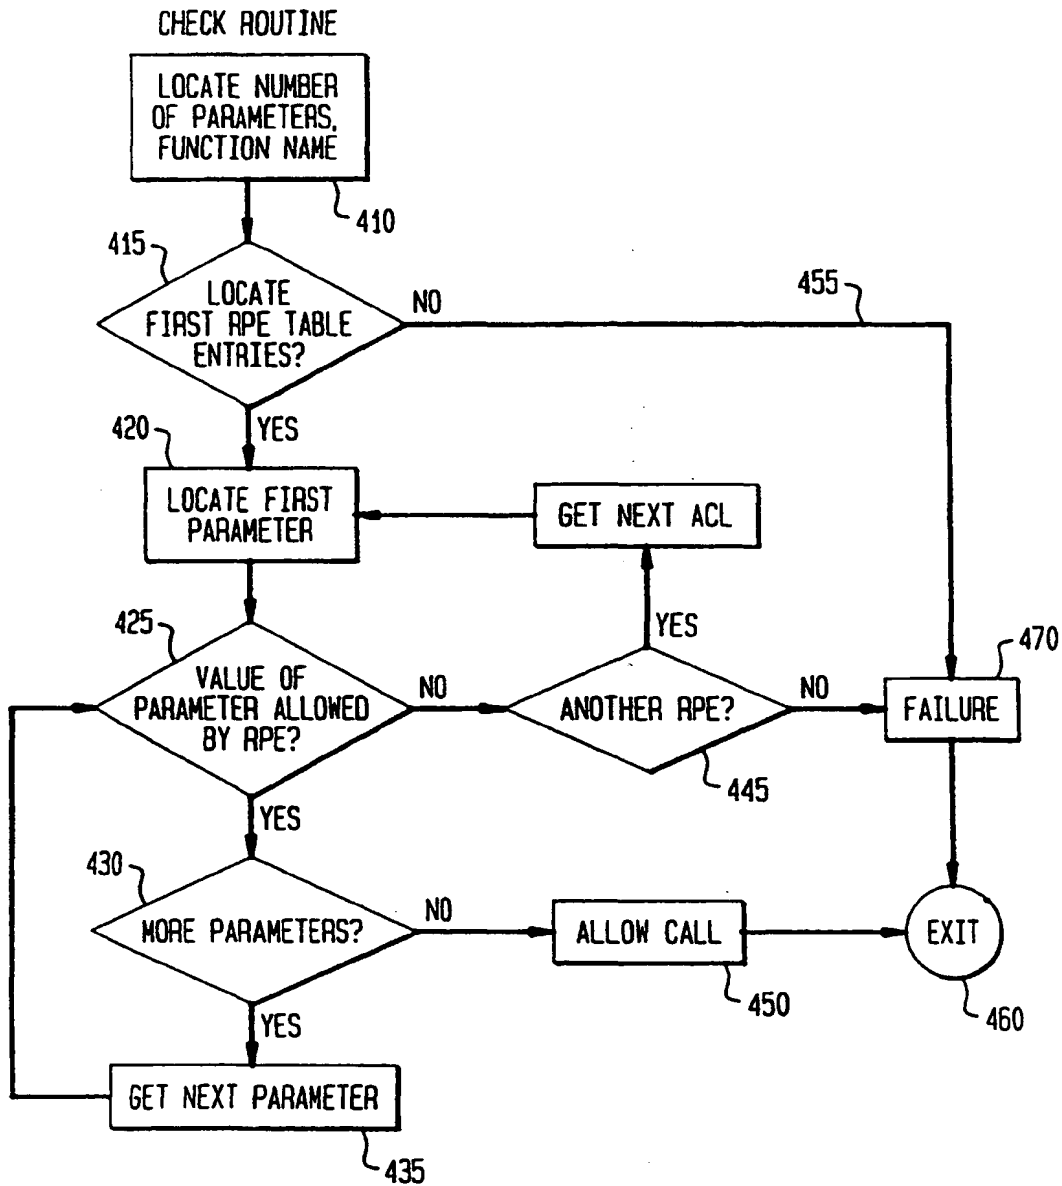 CHECK ROUTINE
LOCATE NUMBER
OF PARAMETERS,
FUNCTION NAME
410
415
LOCATE
FIRST RPE TABLE
ENTRIES?
NO
455
YES
420
LOCATE FIRST
PARAMETER
GET NEXT ACL
YES
425
VALUE OF
PARAMETER ALLOWED
BY RPE?
NO
ANOTHER RPE?
445
NO
470
FAILURE
YES
430
MORE PARAMETERS?
NO
ALLOW CALL
450
EXIT
460
YES
GET NEXT PARAMETER
435